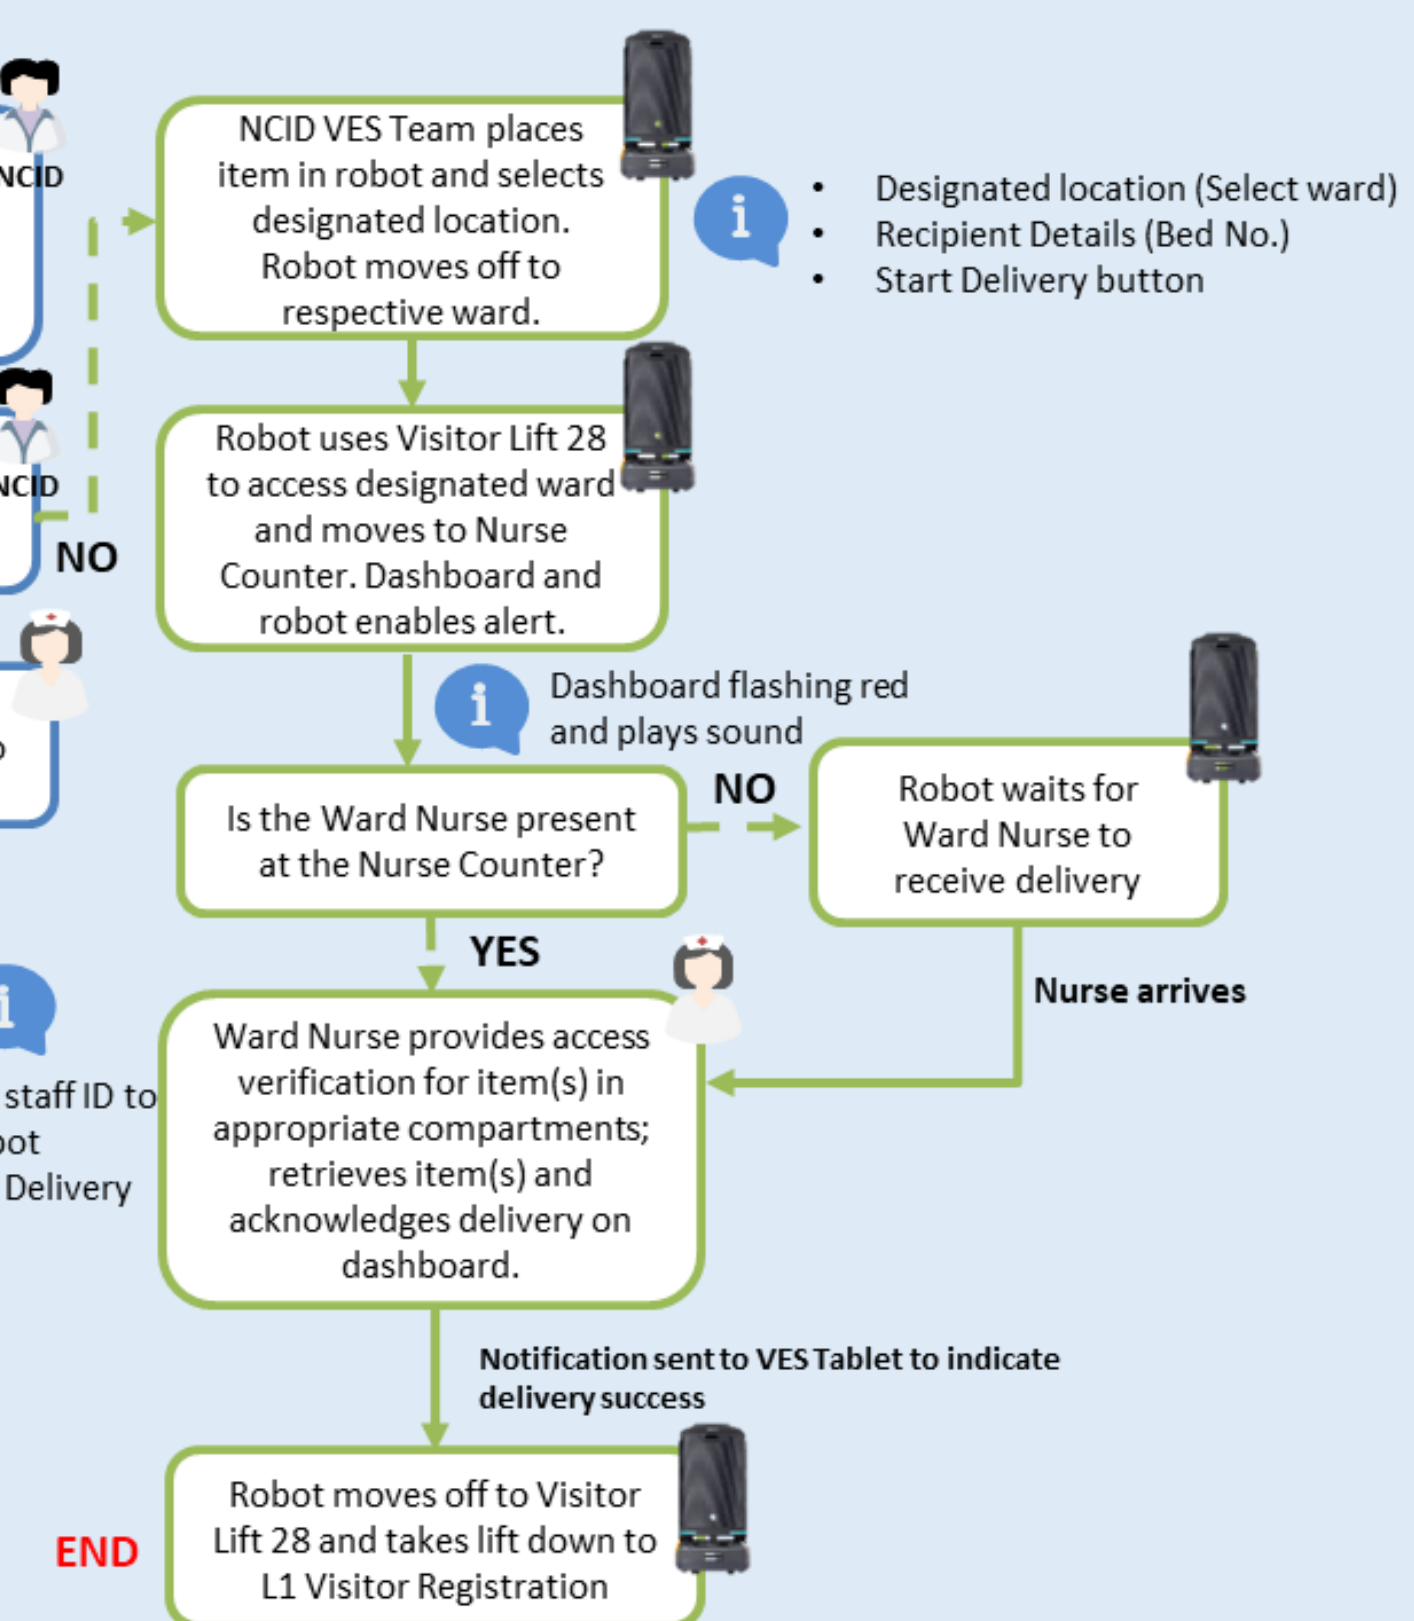 NCID
NCID VES Team places
item in robot and selects
designated location.
Robot moves off to
respective ward.
• Designated location (Select ward)
• Recipient Details (Bed No.)
• Start Delivery button
NCID
NO
Robot uses Visitor Lift 28
to access designated ward
and moves to Nurse
Counter. Dashboard and
robot enables alert.
Dashboard flashing red
and plays sound
Is the Ward Nurse present
at the Nurse Counter?
NO
Robot waits for
Ward Nurse to
receive delivery
YES
Nurse arrives
staff ID to
Delivery
Ward Nurse provides access
verification for item(s) in
appropriate compartments;
retrieves item(s) and
acknowledges delivery on
dashboard.
Notification sent to VES Tablet to indicate
delivery success
END
Robot moves off to Visitor
Lift 28 and takes lift down to
L1 Visitor Registration